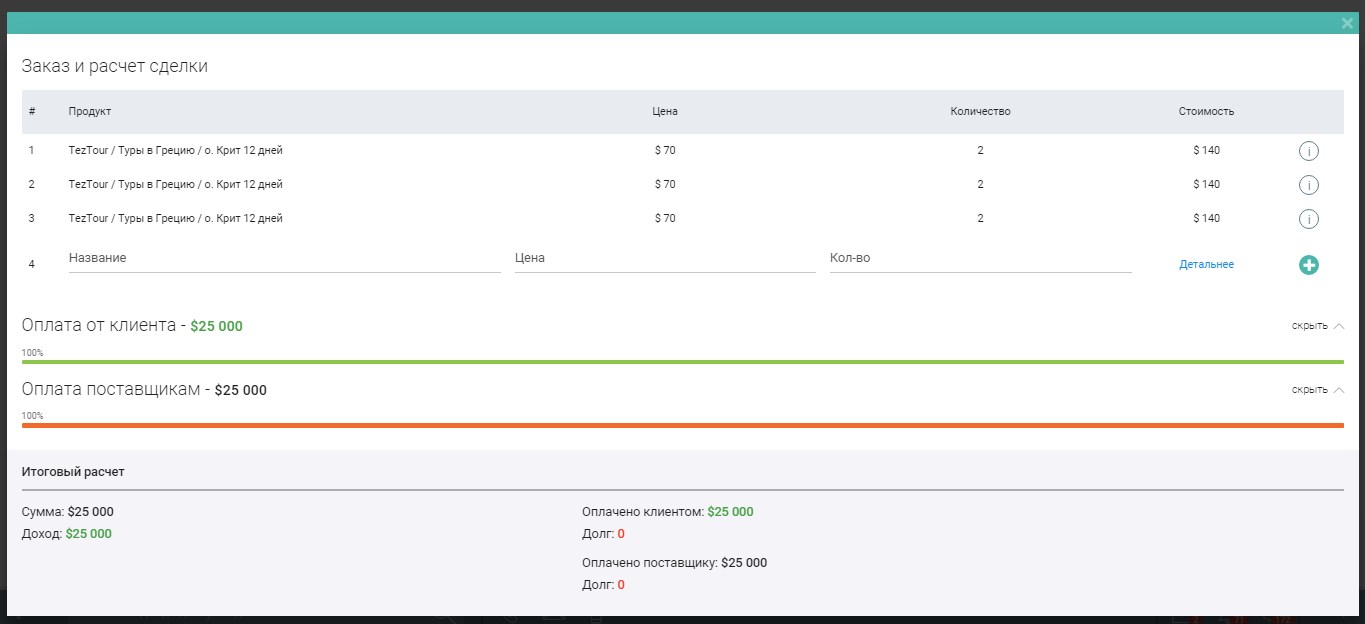 Заказ и расчет сделки
# Продукт Цена Количество Стоимость
1 TezTour / Туры в Грецию / о. Крит 12 дней $ 70 2 $ 140
2 TezTour / Туры в Грецию / о. Крит 12 дней $ 70 2 $ 140
3 TezTour / Туры в Грецию / о. Крит 12 дней $ 70 2 $ 140
4 Название Цена Кол-во Детальнее
Оплата от клиента - $25 000 скрыть
100%
Оплата поставщикам - $25 000 скрыть
100%
Итоговый расчет
Сумма: $25 000 Оплачено клиентом: $25 000
Доход: $25 000 Долг: 0
Оплачено поставщику: $25 000
Долг: 0